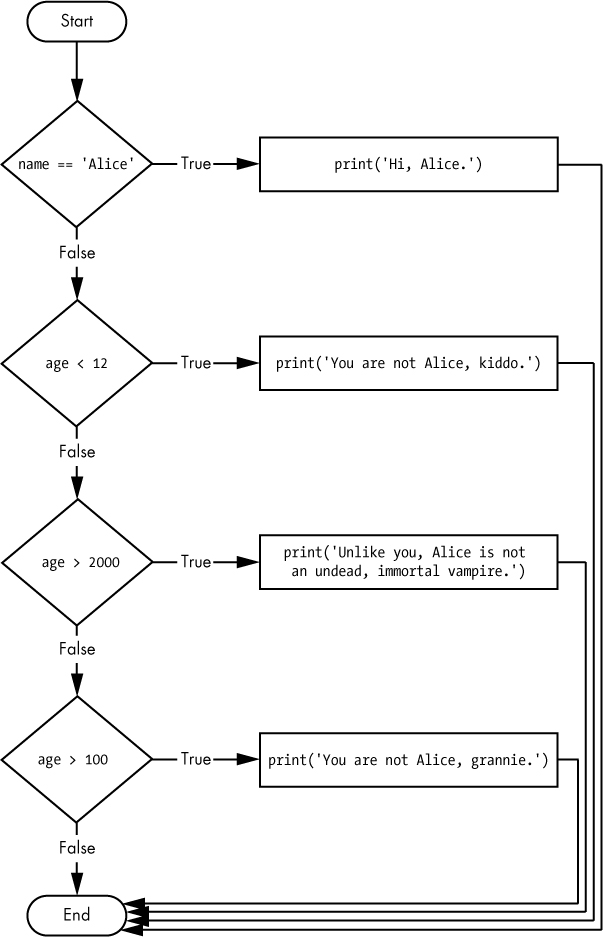 Start
name == 'Alice'
True
print('Hi, Alice.')
False
age < 12
True
print('You are not Alice, kiddo.')
False
age > 2000
True
print('Unlike you, Alice is not
an undead, immortal vampire.')
False
age > 100
True
print('You are not Alice, grannie.')
False
End